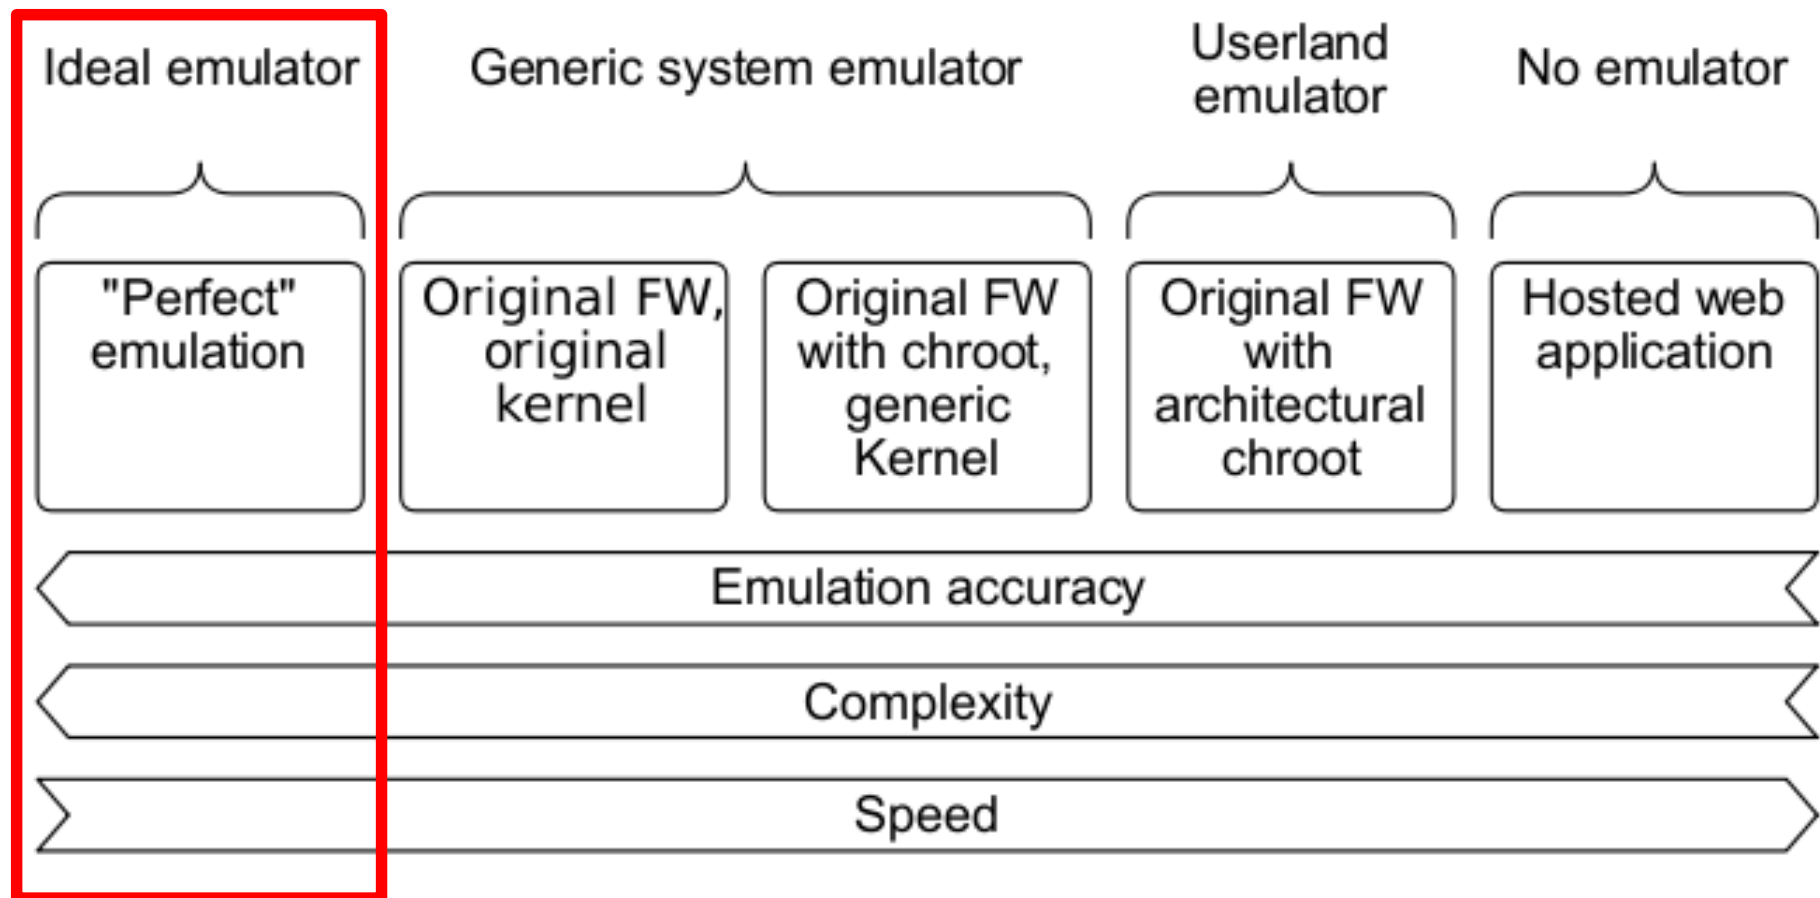 Ideal emulator
Generic system emulator
Userland
emulator
No emulator
"Perfect"
emulation
Original FW,
original
kernel
Original FW
with chroot,
generic
Kernel
Original FW
with
architectural
chroot
Hosted web
application
Emulation accuracy
Complexity
Speed